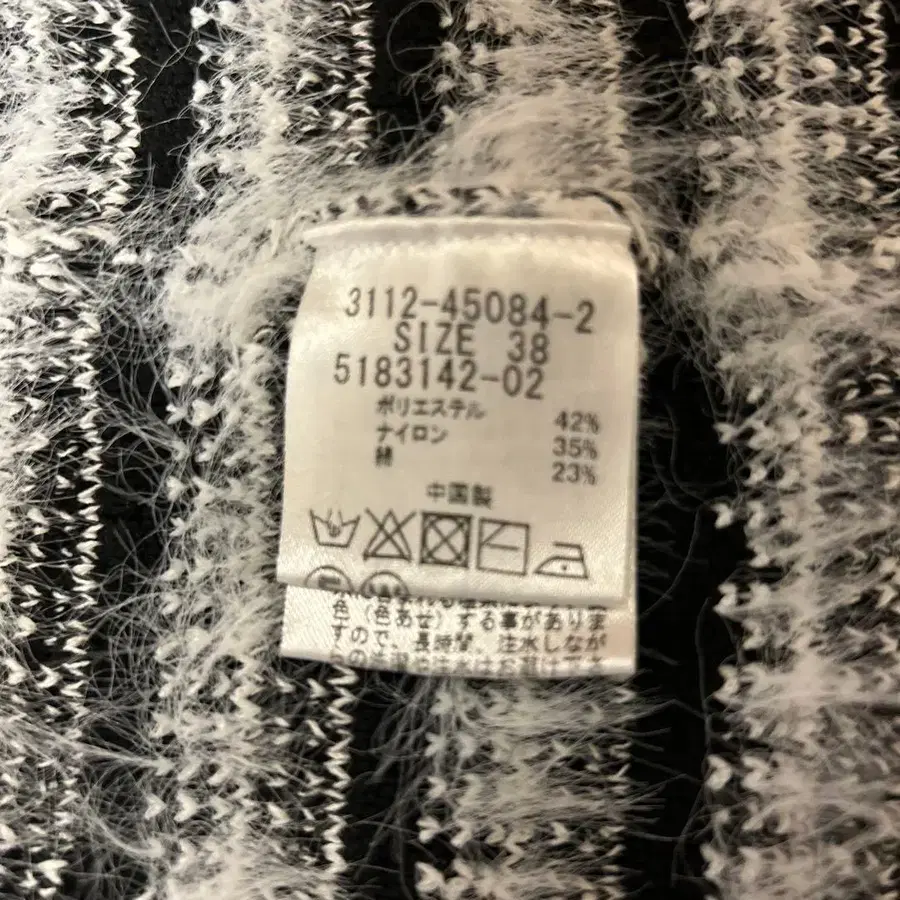 3112-45084-2
SIZE 38
5183142-02
ポリエステル 42%
ナイロン 35%
綿 23%
中国製
色(色あせ)する事がありま
すので、長時間、注水しなが